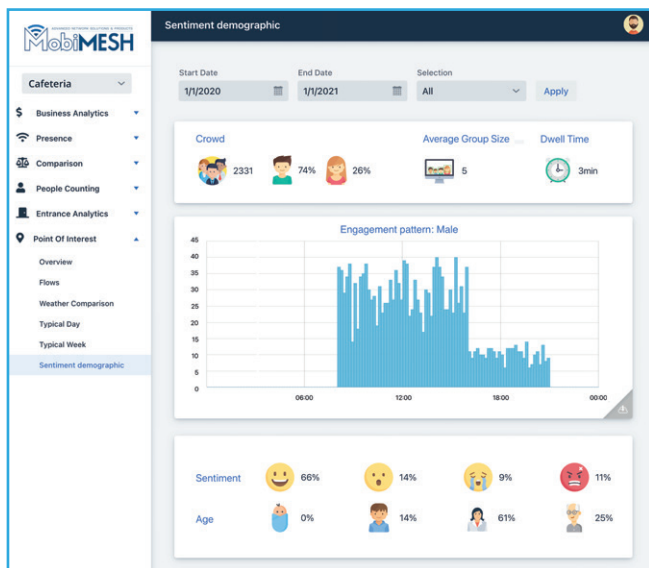 ADVANCED NETWORK SOLUTIONS & PRODUCTS
MobiMESH
Sentiment demographic
Cafeteria
Start Date
End Date
Selection
1/1/2020
1/1/2021
All
Apply
$ Business Analytics
Presence
Comparison
People Counting
Entrance Analytics
Point Of Interest
Overview
Flows
Weather Comparison
Typical Day
Typical Week
Sentiment demographic
Crowd
Average Group Size
Dwell Time
2331
74%
26%
5
3min
Engagement pattern: Male
45
40
35
30
25
20
15
10
5
0
06:00
12:00
18:00
00:00
Sentiment
66%
14%
9%
11%
Age
0%
14%
61%
25%